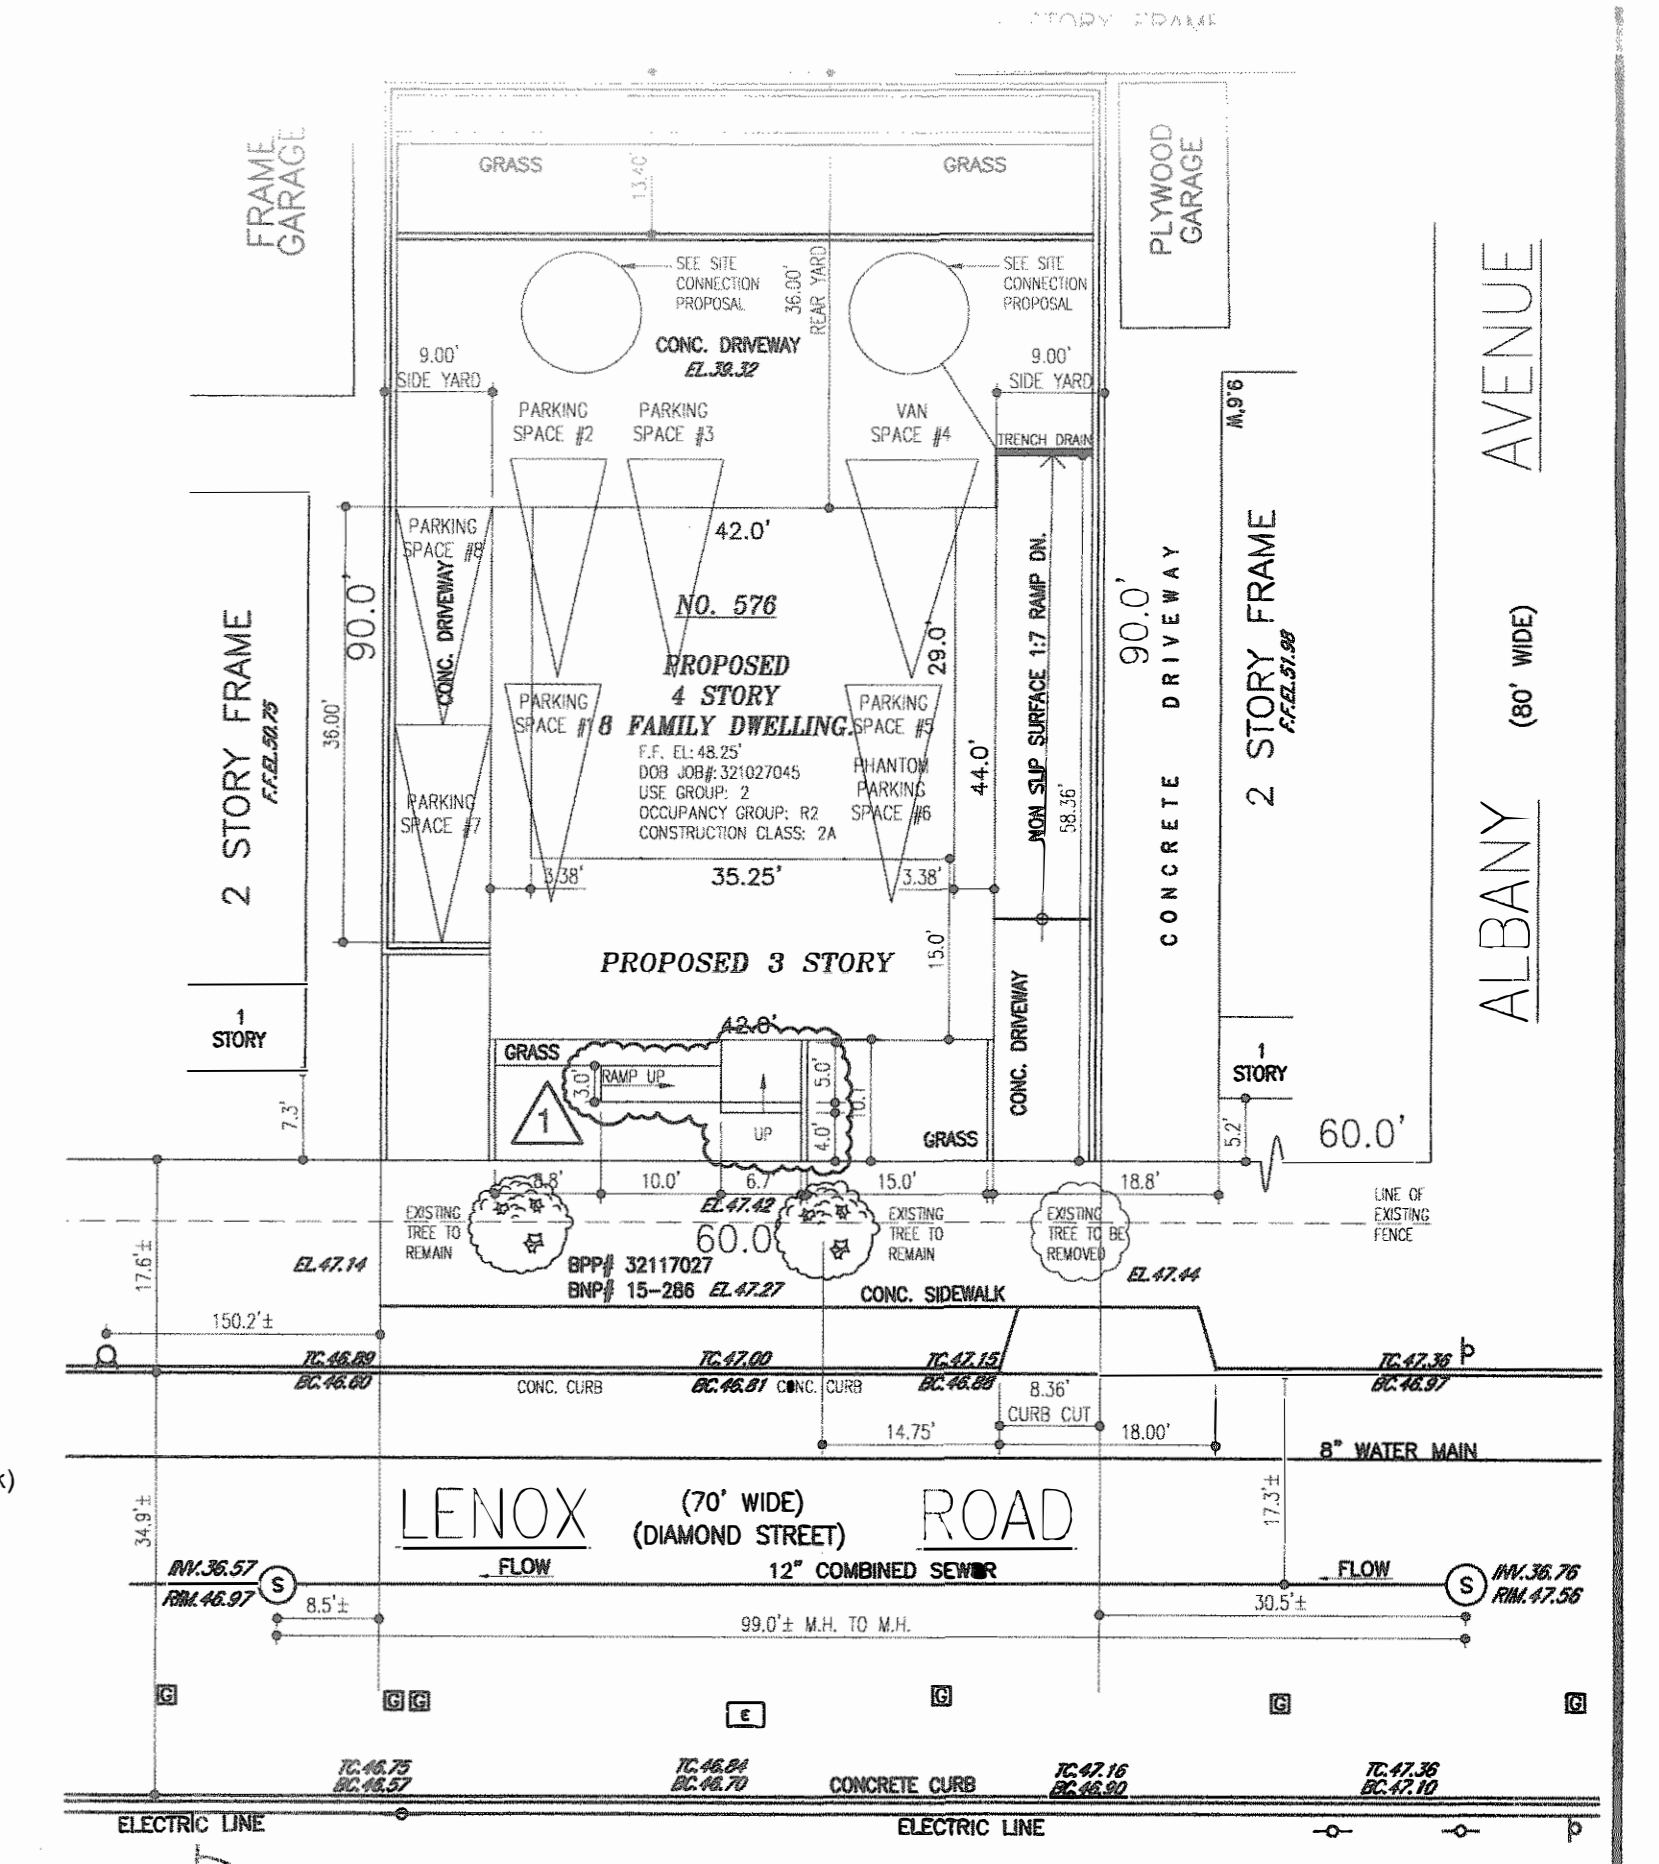 STORY FRAME
FRAME
GARAGE
GRASS
13.40'
GRASS
PLYWOOD
GARAGE
SEE SITE
CONNECTION
PROPOSAL
36.00'
REAR YARD
SEE SITE
CONNECTION
PROPOSAL
CONC. DRIVEWAY
EL.39.32
9.00'
SIDE YARD
9.00'
SIDE YARD
PARKING
SPACE #2
PARKING
SPACE #3
VAN
SPACE #4
TRENCH DRAIN
9.6'W
AVENUE
(80' WIDE)
ALBANY
PARKING
SPACE #8
CONC. DRIVEWAY
42.0'
NO. 576
PROPOSED
4 STORY
8 FAMILY DWELLING.
F.F. EL: 48.25'
DOB JOB#: 321027045
USE GROUP: 2
OCCUPANCY GROUP: R2
CONSTRUCTION CLASS: 2A
PARKING
SPACE #1
PARKING
SPACE #5
PHANTOM
PARKING
SPACE #6
PARKING
SPACE #7
29.0'
44.0'
NON SLIP SURFACE 1:7 RAMP DN.
58.36'
90.0'
CONCRETE DRIVEWAY
2 STORY FRAME
F.F.EL.51.98
2 STORY FRAME
F.F.EL.50.75
90.0'
36.00'
3.38'
35.25'
3.38'
15.0'
PROPOSED 3 STORY
42.0'
1
STORY
7.3'
GRASS
RAMP UP
3.0'
1
UP
5.0'
4.0'
10.1'
GRASS
CONC. DRIVEWAY
1
STORY
5.2'
60.0'
8.8'
10.0'
6.7'
15.0'
18.8'
EL.47.42
60.0'
EXISTING
TREE TO
REMAIN
EXISTING
TREE TO
REMAIN
EXISTING
TREE TO BE
REMOVED
LINE OF
EXISTING
FENCE
17.6'±
EL.47.14
BPP# 32117027
BNP# 15-286
EL.47.27
CONC. SIDEWALK
EL.47.44
150.2'±
TC.46.89
BC.46.60
CONC. CURB
TC.47.00
BC.46.81
CONC. CURB
TC.47.15
BC.46.88
TC.47.36
BC.46.97
8.36'
CURB CUT
14.75'
18.00'
8" WATER MAIN
k)
34.9'±
LENOX
(70' WIDE)
(DIAMOND STREET)
ROAD
17.3'±
INV.36.57
RIM.46.97
S
FLOW
12" COMBINED SEWER
FLOW
S
INV.36.76
RIM.47.56
8.5'±
30.5'±
99.0'± M.H. TO M.H.
G
G G
E
G
G
G
TC.46.75
BC.46.57
TC.46.84
BC.46.70
CONCRETE CURB
TC.47.16
BC.46.90
TC.47.36
BC.47.10
ELECTRIC LINE
ELECTRIC LINE